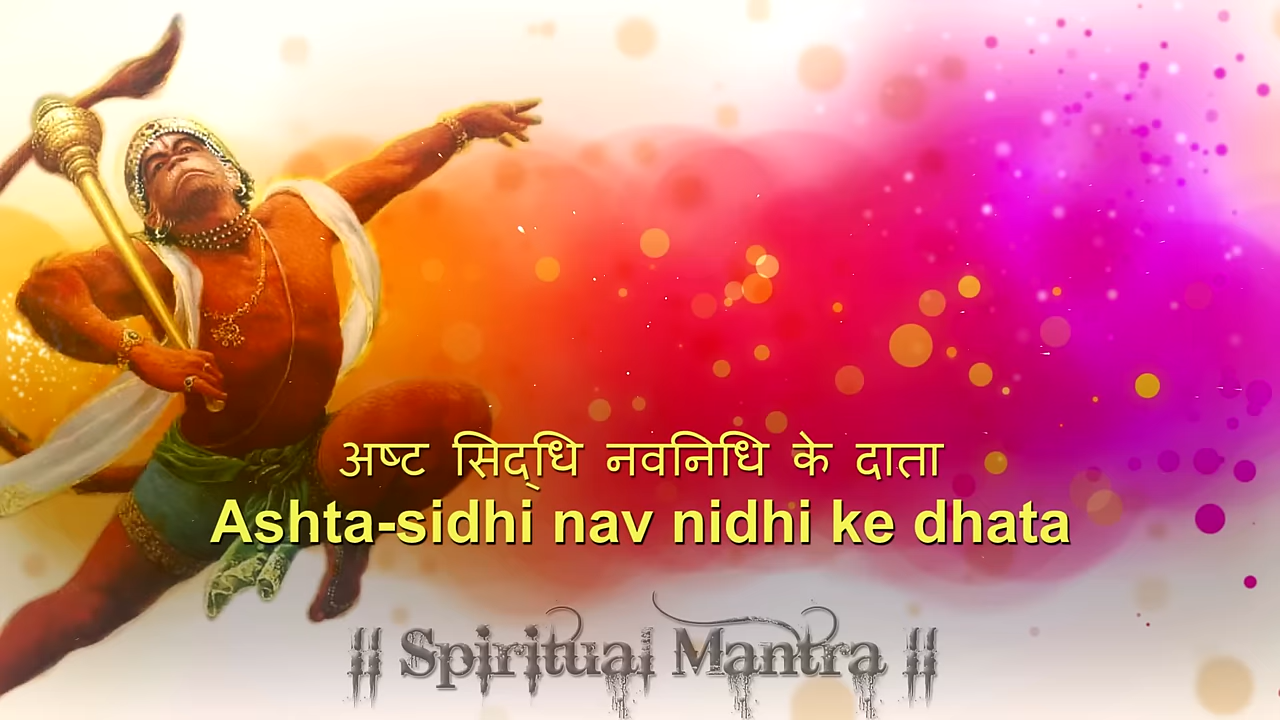 अष्ट सिद्धि नवनिधि के दाता
Ashta-sidhi nav nidhi ke dhata
|| Spiritual Mantra ||